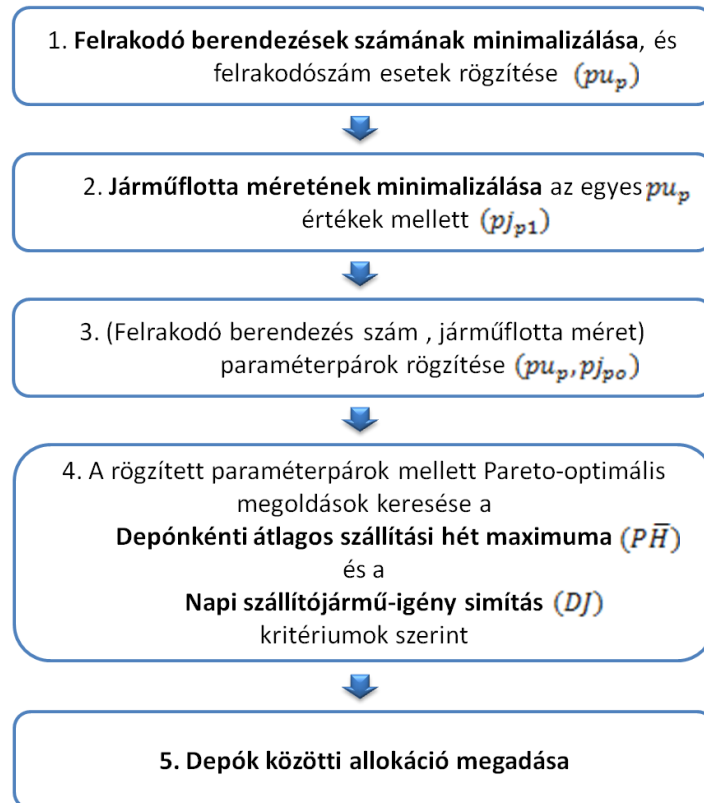 1. Felrakodó berendezések számának minimalizálása, és
felrakodószám esetek rögzítése (pu_p)
2. Járműflotta méretének minimalizálása az egyes pu_p
értékek mellett (pj_p1)
3. (Felrakodó berendezés szám , járműflotta méret)
paraméterpárok rögzítése (pu_p, pj_po)
4. A rögzített paraméterpárok mellett Pareto-optimális
megoldások keresése a
Depónkénti átlagos szállítási hét maximuma (PH̅)
és a
Napi szállítójármű-igény simítás (DJ)
kritériumok szerint
5. Depók közötti allokáció megadása